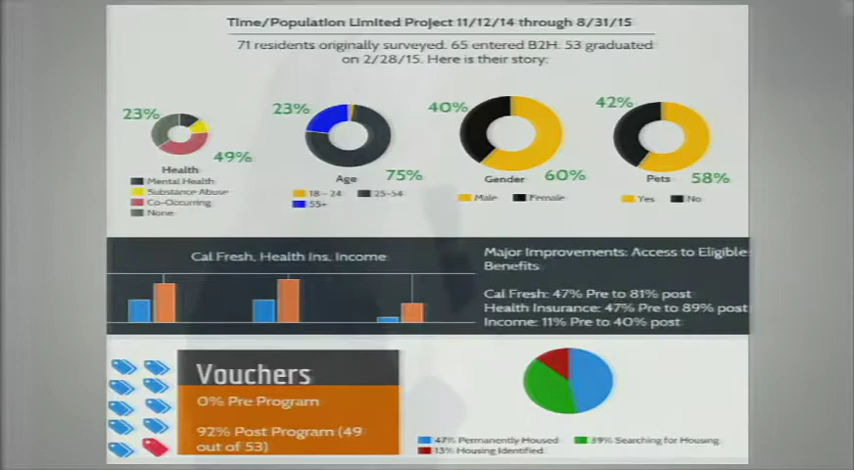 Time/Population Limited Project 11/12/14 through 8/31/15
71 residents originally surveyed. 65 entered B2H. 53 graduated
on 2/28/15. Here is their story:
23%
49%
Health
Mental Health
Substance Abuse
Co-Occurring
None
23%
75%
Age
18 - 24
25-54
55+
40%
60%
Gender
Male
Female
42%
58%
Pets
Yes
No
Cal Fresh, Health Ins, Income
Major Improvements: Access to Eligible
Benefits
Cal Fresh: 47% Pre to 81% post
Health Insurance: 47% Pre to 89% post
Income: 11% Pre to 40% post
Vouchers
0% Pre Program
92% Post Program (49
out of 53)
47% Permanently Housed
39% Searching for Housing
13% Housing Identified